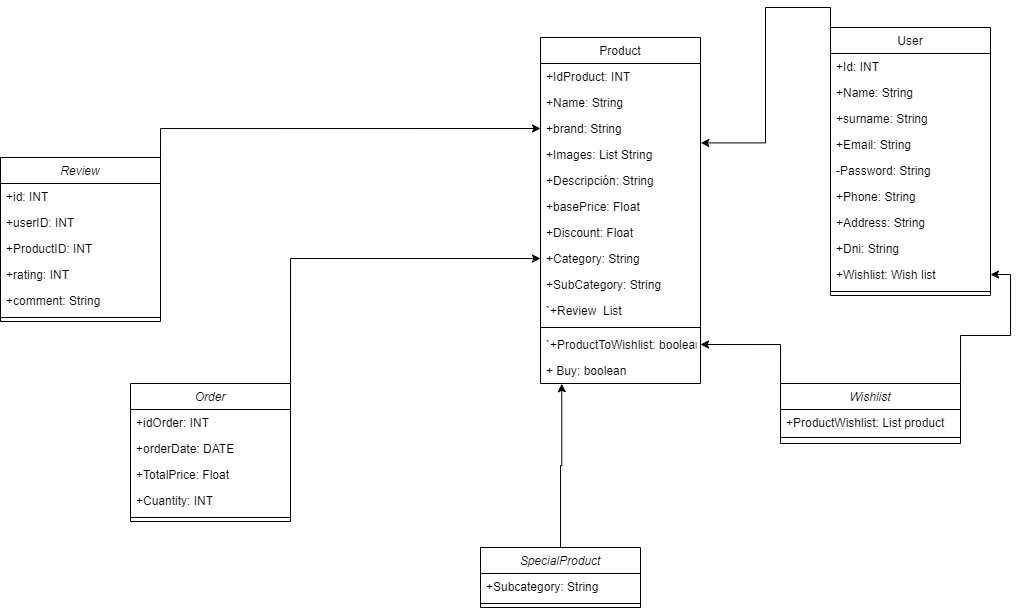 Product
+IdProduct: INT
+Name: String
+brand: String
+Images: List String
+Descripción: String
+basePrice: Float
+Discount: Float
+Category: String
+SubCategory: String
`+Review  List
`+ProductToWishlist: boolean
+ Buy: boolean
User
+Id: INT
+Name: String
+surname: String
+Email: String
-Password: String
+Phone: String
+Address: String
+Dni: String
+Wishlist: Wish list
Review
+id: INT
+userID: INT
+ProductID: INT
+rating: INT
+comment: String
Order
+idOrder: INT
+orderDate: DATE
+TotalPrice: Float
+Cuantity: INT
Wishlist
+ProductWishlist: List product
SpecialProduct
+Subcategory: String